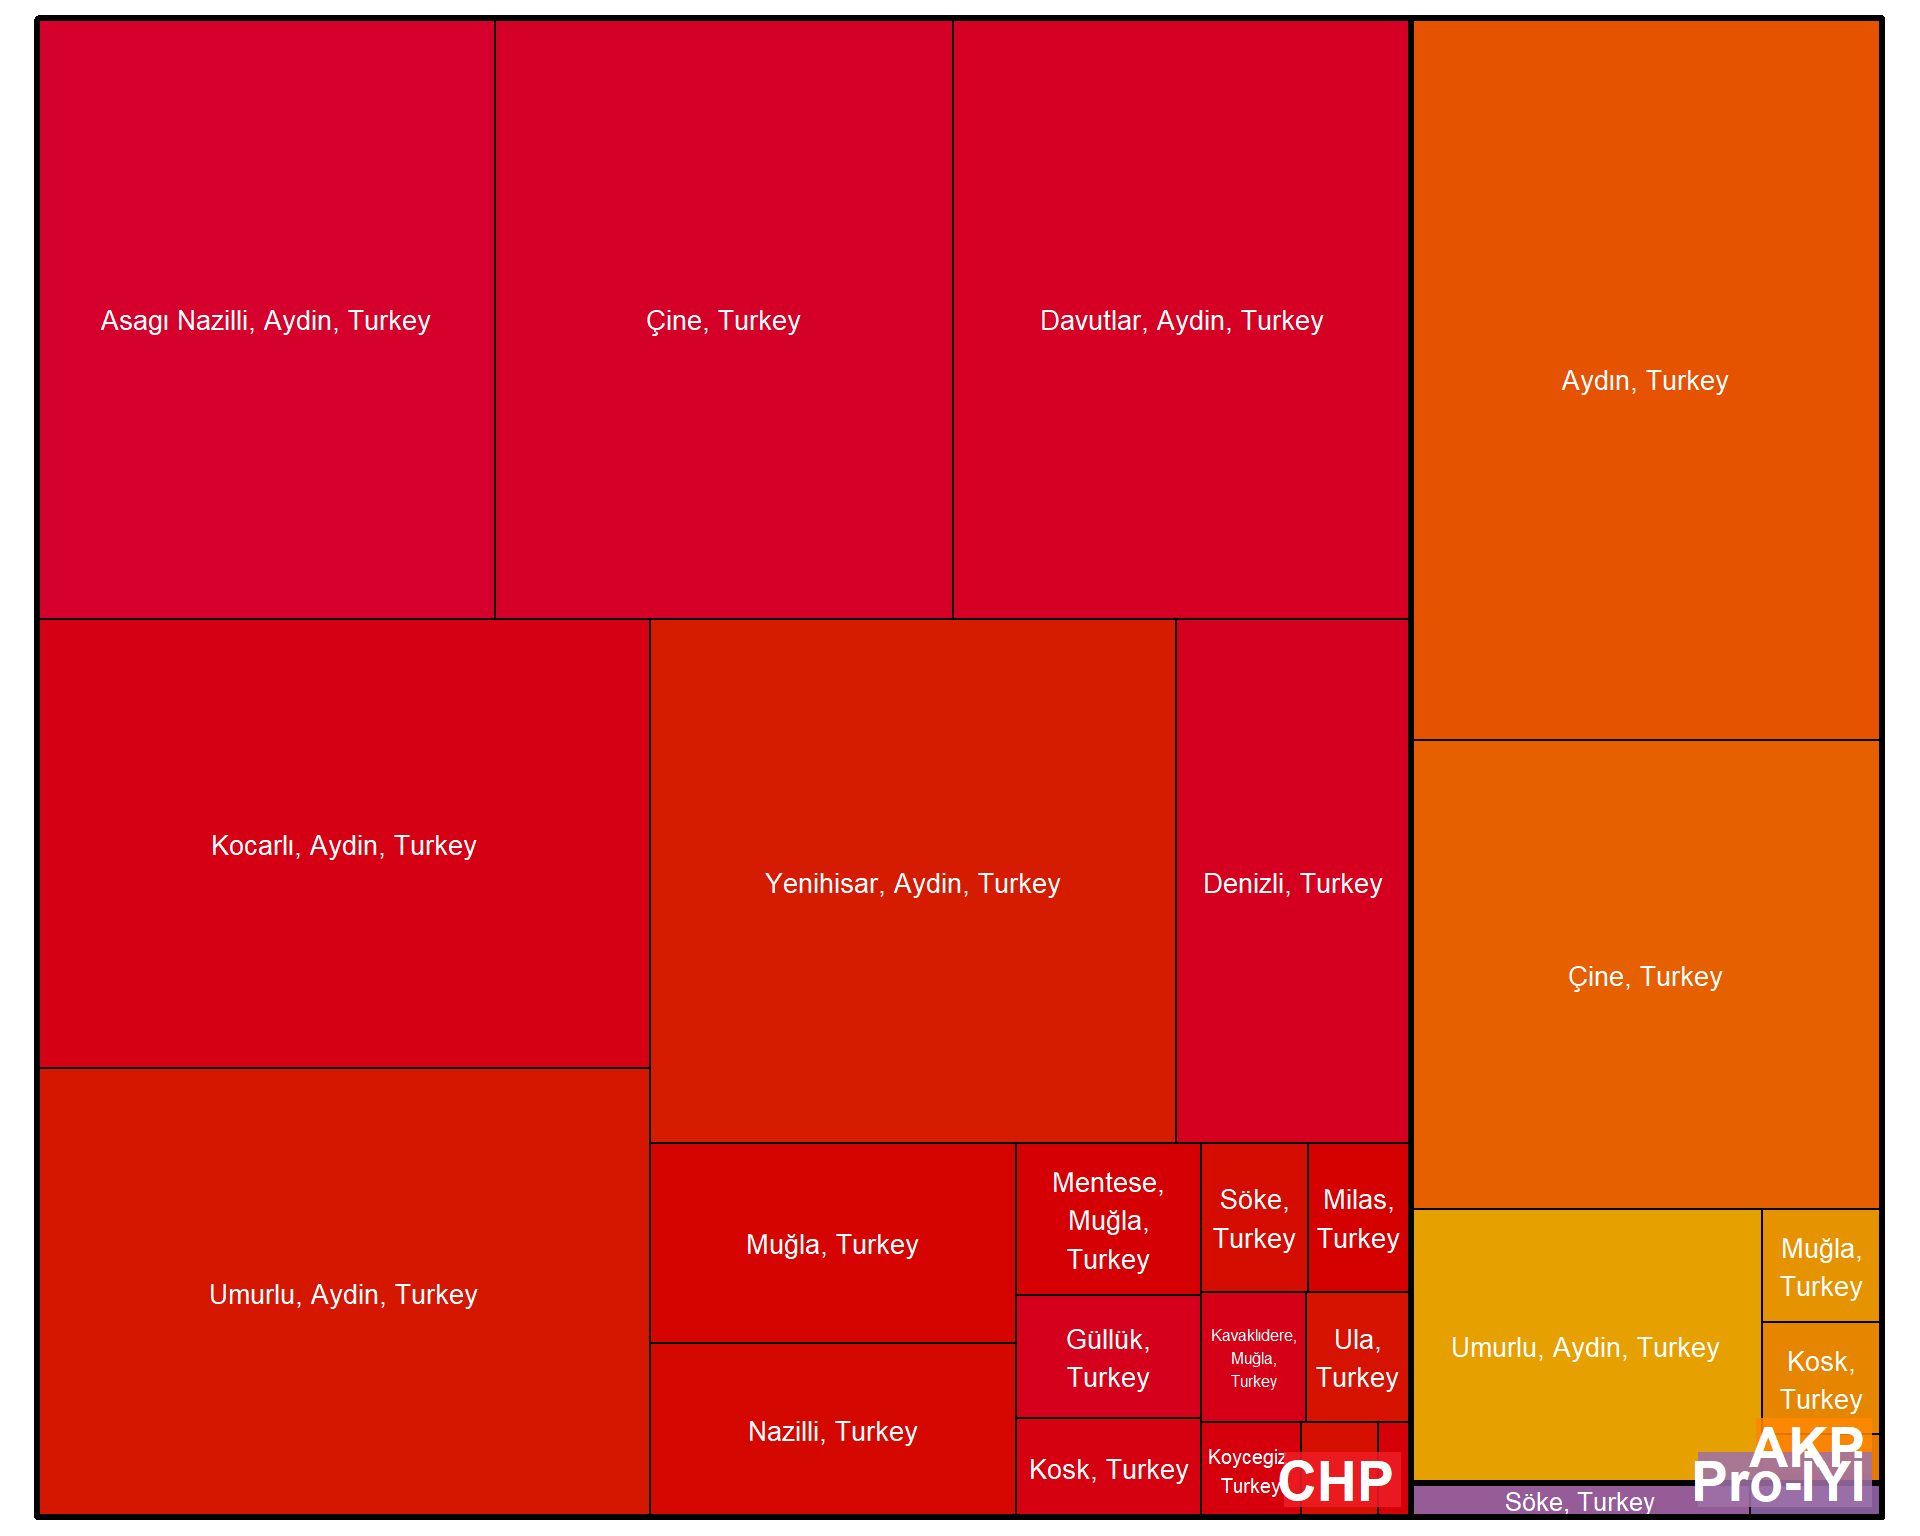 Asagı Nazilli, Aydin, Turkey
Çine, Turkey
Davutlar, Aydin, Turkey
Kocarlı, Aydin, Turkey
Yenihisar, Aydin, Turkey
Denizli, Turkey
Umurlu, Aydin, Turkey
Muğla, Turkey
Nazilli, Turkey
Mentese,
Muğla,
Turkey
Güllük,
Turkey
Kosk, Turkey
Söke,
Turkey
Milas,
Turkey
Kavaklıdere,
Muğla,
Turkey
Ula,
Turkey
Koycegiz,
Turkey
CHP
Aydın, Turkey
Çine, Turkey
Umurlu, Aydin, Turkey
Muğla,
Turkey
Kosk,
Turkey
AKP
Pro-İYİ
Söke, Turkey